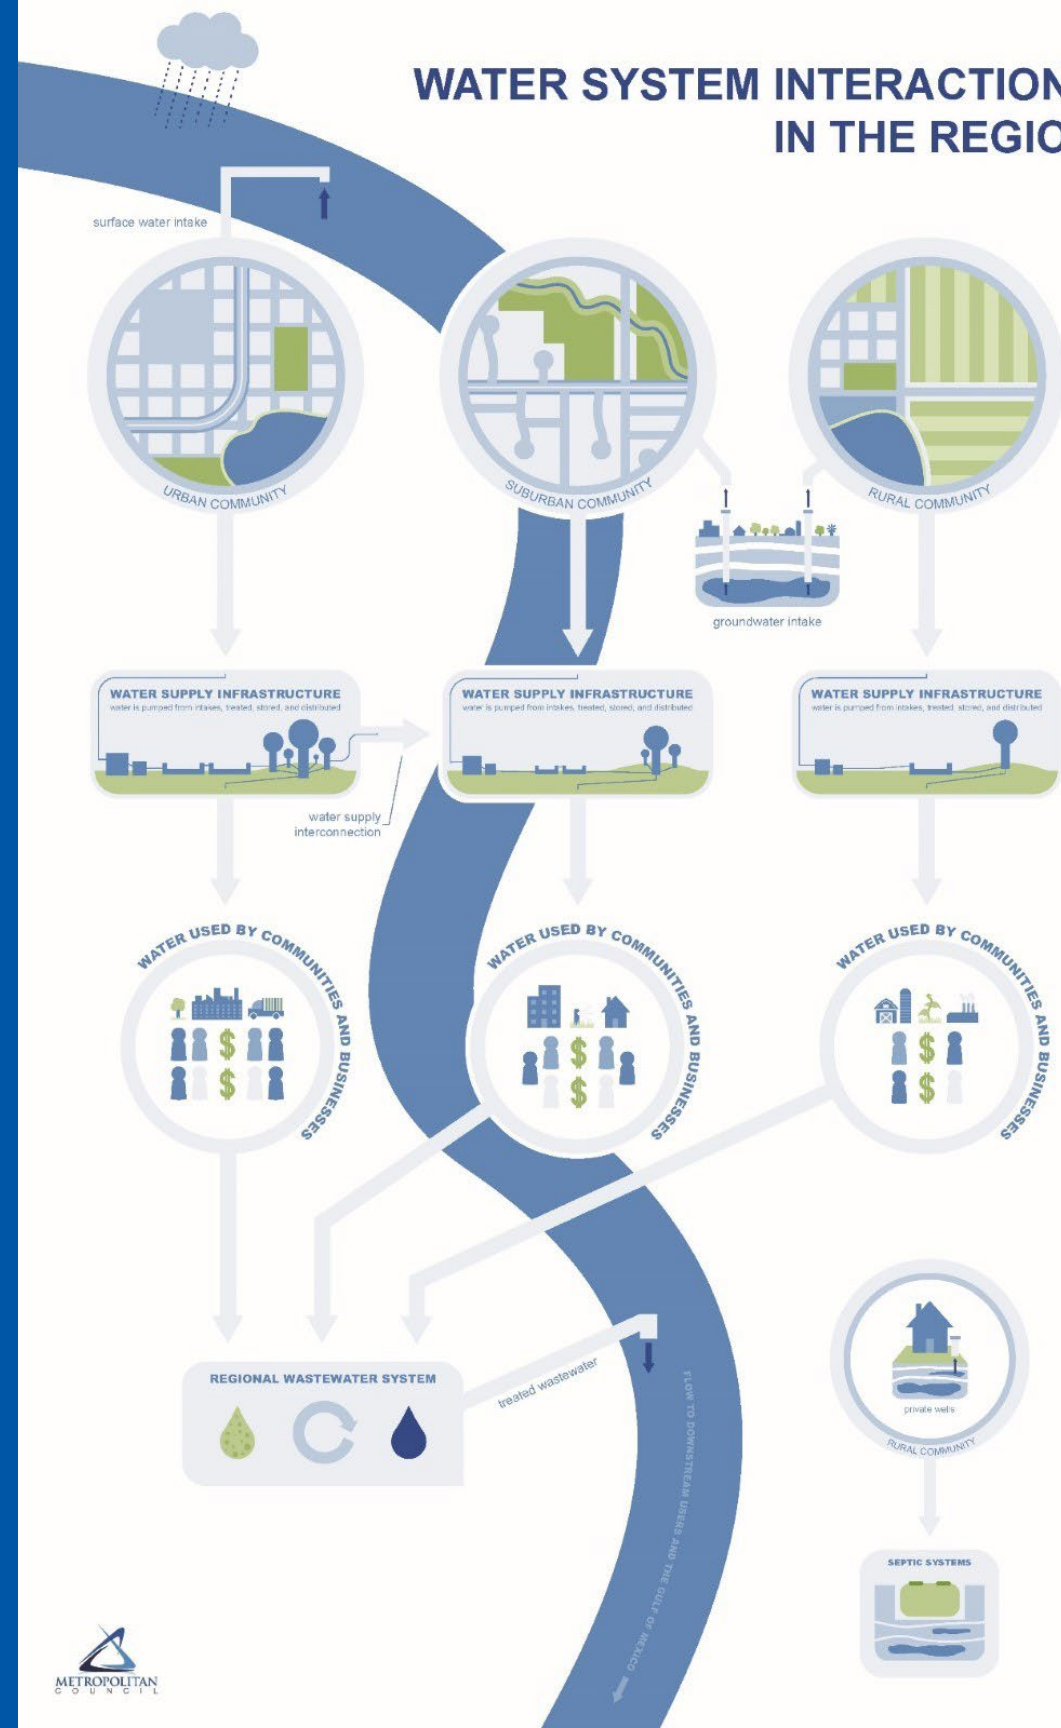 WATER SYSTEM INTERACTION
IN THE REGIO
surface water intake
URBAN COMMUNITY
SUBURBAN COMMUNITY
RURAL COMMUNITY
groundwater intake
WATER SUPPLY INFRASTRUCTURE
water is pumped from intakes, treated, stored, and distributed
WATER SUPPLY INFRASTRUCTURE
water is pumped from intakes, treated, stored, and distributed
WATER SUPPLY INFRASTRUCTURE
water is pumped from intakes, treated, stored, and distributed
water supply
interconnection
WATER USED BY COMMUNITIES AND BUSINESSES
$
$
WATER USED BY COMMUNITIES AND BUSINESSES
$
$
WATER USED BY COMMUNITIES AND BUSINESSES
$
$
REGIONAL WASTEWATER SYSTEM
treated wastewater
FLOW TO DOWNSTREAM USERS AND THE GULF OF MEXICO
private wells
RURAL COMMUNITY
SEPTIC SYSTEMS
METROPOLITAN
COUNCIL